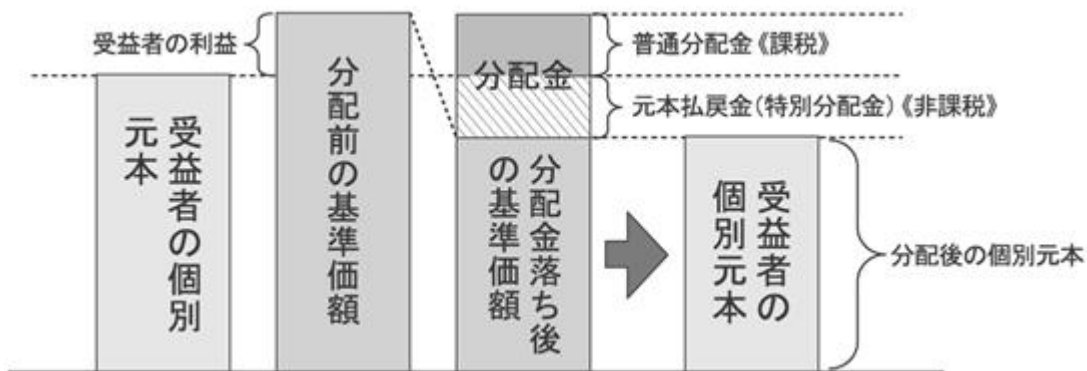 受益者の利益
受益者の個別
元本
分配前の基準価額
分配金
分配金落ち後
の基準価額
普通分配金《課税》
元本払戻金(特別分配金)《非課税》
受益者の
個別元本
分配後の個別元本